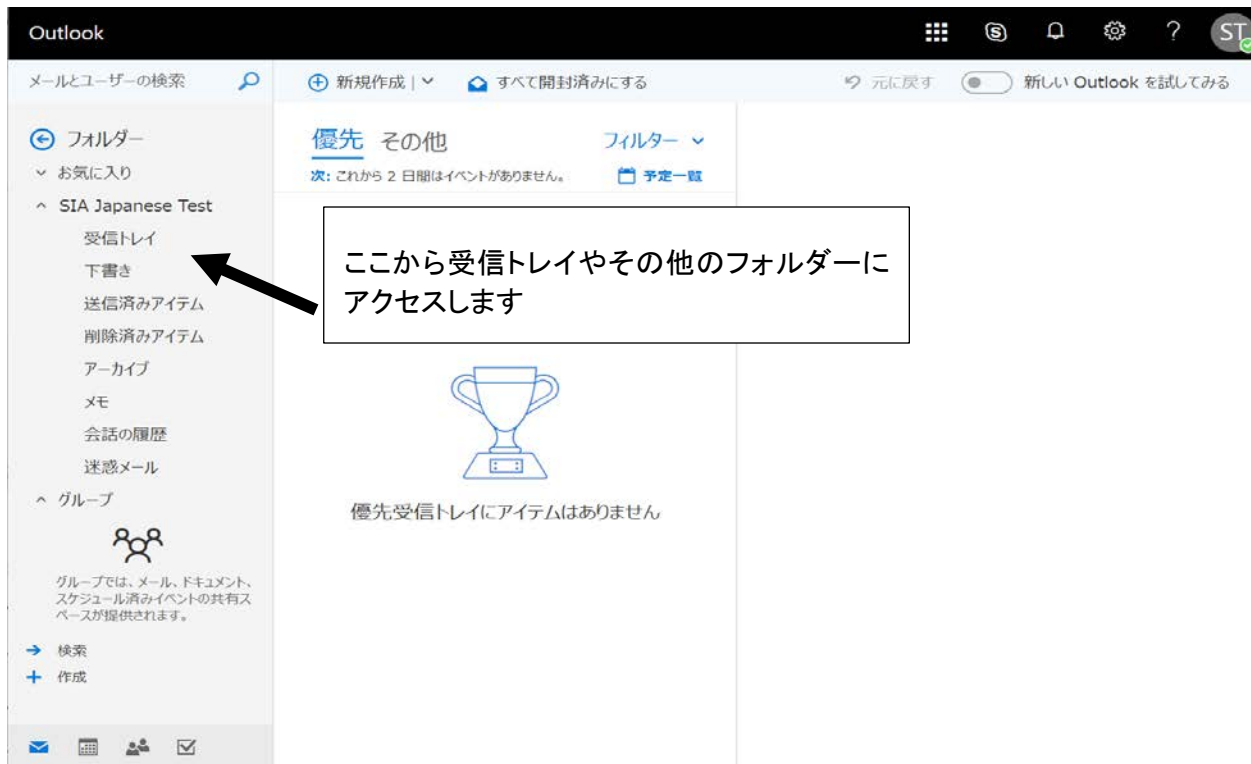 Outlook
ST
メールとユーザーの検索
新規作成 |
すべて開封済みにする
元に戻す
新しい Outlook を試してみる
フォルダー
お気に入り
SIA Japanese Test
受信トレイ
下書き
送信済みアイテム
削除済みアイテム
アーカイブ
メモ
会話の履歴
迷惑メール
グループ
グループでは、メール、ドキュメント、
スケジュール済みイベントの共有ス
ペースが提供されます。
検索
作成
優先 その他
フィルター
次: これから 2 日間はイベントがありません。
予定一覧
ここから受信トレイやその他のフォルダーに
アクセスします
優先受信トレイにアイテムはありません